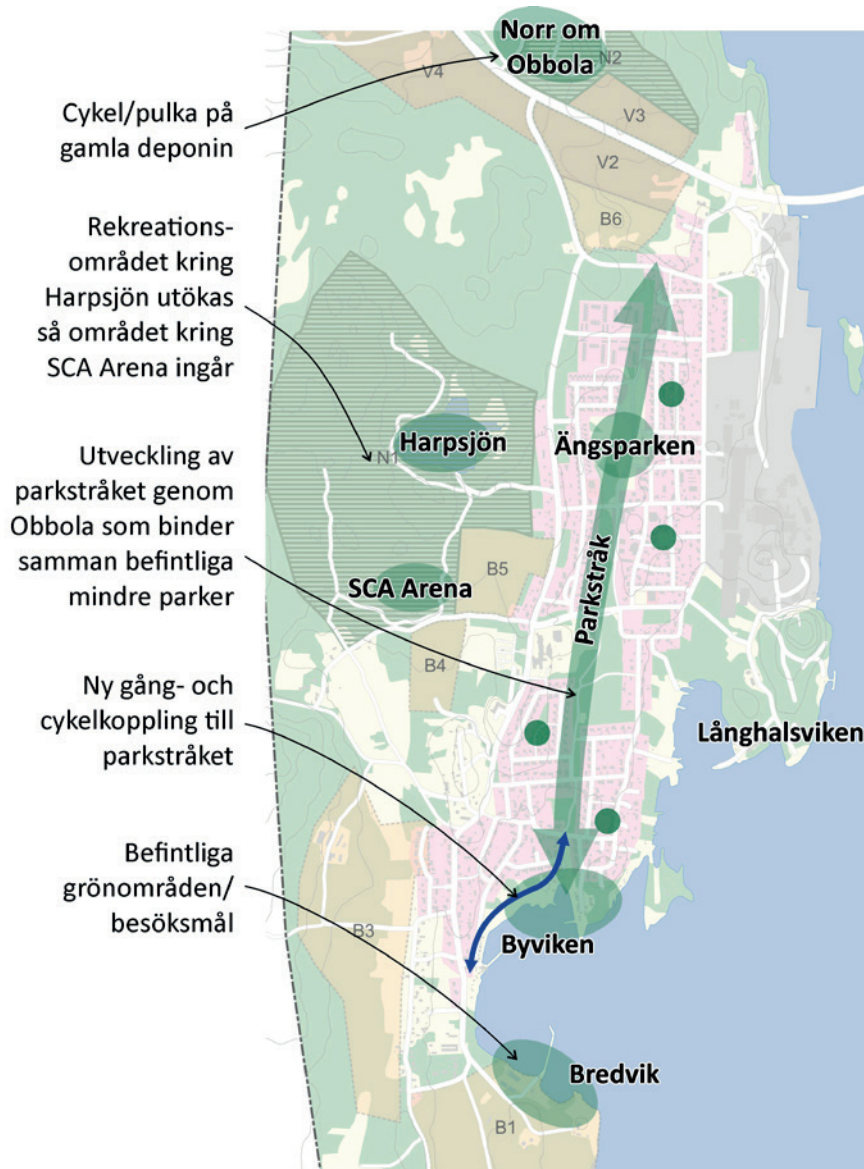 Norr om
Obbola
N2
V4
V3
V2
B6
Cykel/pulka på
gamla deponin
Rekreations-
området kring
Harpsjön utökas
så området kring
SCA Arena ingår
Harpsjön
N1
Ängsparken
Utveckling av
parkstråket genom
Obbola som binder
samman befintliga
mindre parker
B5
SCA Arena
Parkstråk
B4
Ny gång- och
cykelkoppling till
parkstråket
Långhalsviken
Befintliga
grönområden/
besöksmål
B3
Byviken
Bredvik
B1